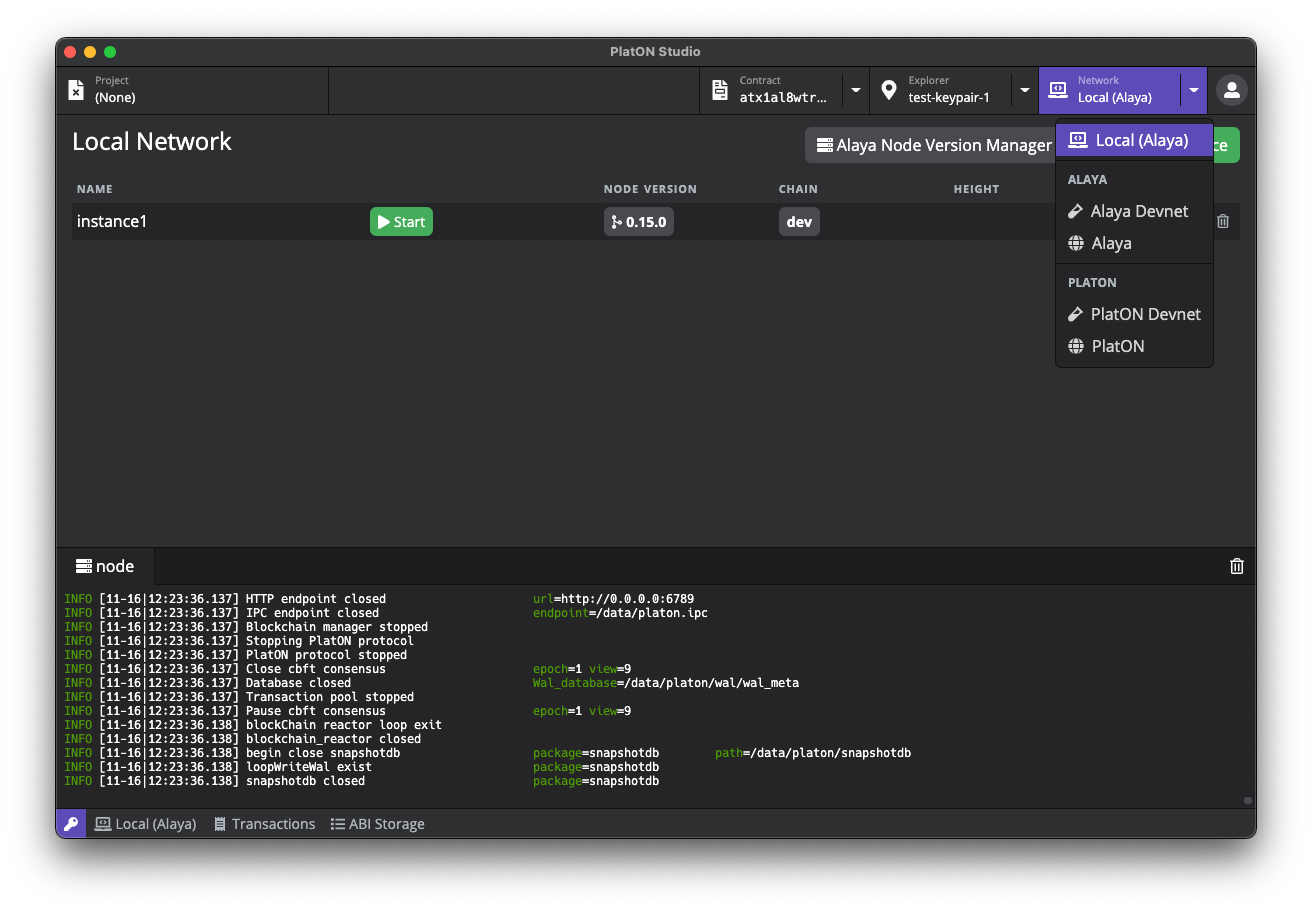 PlatON Studio
Project
(None)
Contract
atx1al8wtr...
Explorer
test-keypair-1
Network
Local (Alaya)
Local Network
Alaya Node Version Manager
ce
Local (Alaya)
ALAYA
Alaya Devnet
Alaya
PLATON
PlatON Devnet
PlatON
NAME NODE VERSION CHAIN HEIGHT
instance1 Start 0.15.0 dev
node
INFO [11-16|12:23:36.137] HTTP endpoint closed url=http://0.0.0.0:6789
INFO [11-16|12:23:36.137] IPC endpoint closed endpoint=/data/platon.ipc
INFO [11-16|12:23:36.137] Blockchain manager stopped
INFO [11-16|12:23:36.137] Stopping PlatON protocol
INFO [11-16|12:23:36.137] PlatON protocol stopped
INFO [11-16|12:23:36.137] Close cbft consensus epoch=1 view=9
INFO [11-16|12:23:36.137] Database closed Wal_database=/data/platon/wal/wal_meta
INFO [11-16|12:23:36.137] Transaction pool stopped
INFO [11-16|12:23:36.137] Pause cbft consensus epoch=1 view=9
INFO [11-16|12:23:36.138] blockChain reactor loop exit
INFO [11-16|12:23:36.138] blockchain_reactor closed
INFO [11-16|12:23:36.138] begin close snapshotdb package=snapshotdb path=/data/platon/snapshotdb
INFO [11-16|12:23:36.138] loopWriteWal exist package=snapshotdb
INFO [11-16|12:23:36.138] snapshotdb closed package=snapshotdb
Local (Alaya) Transactions ABI Storage